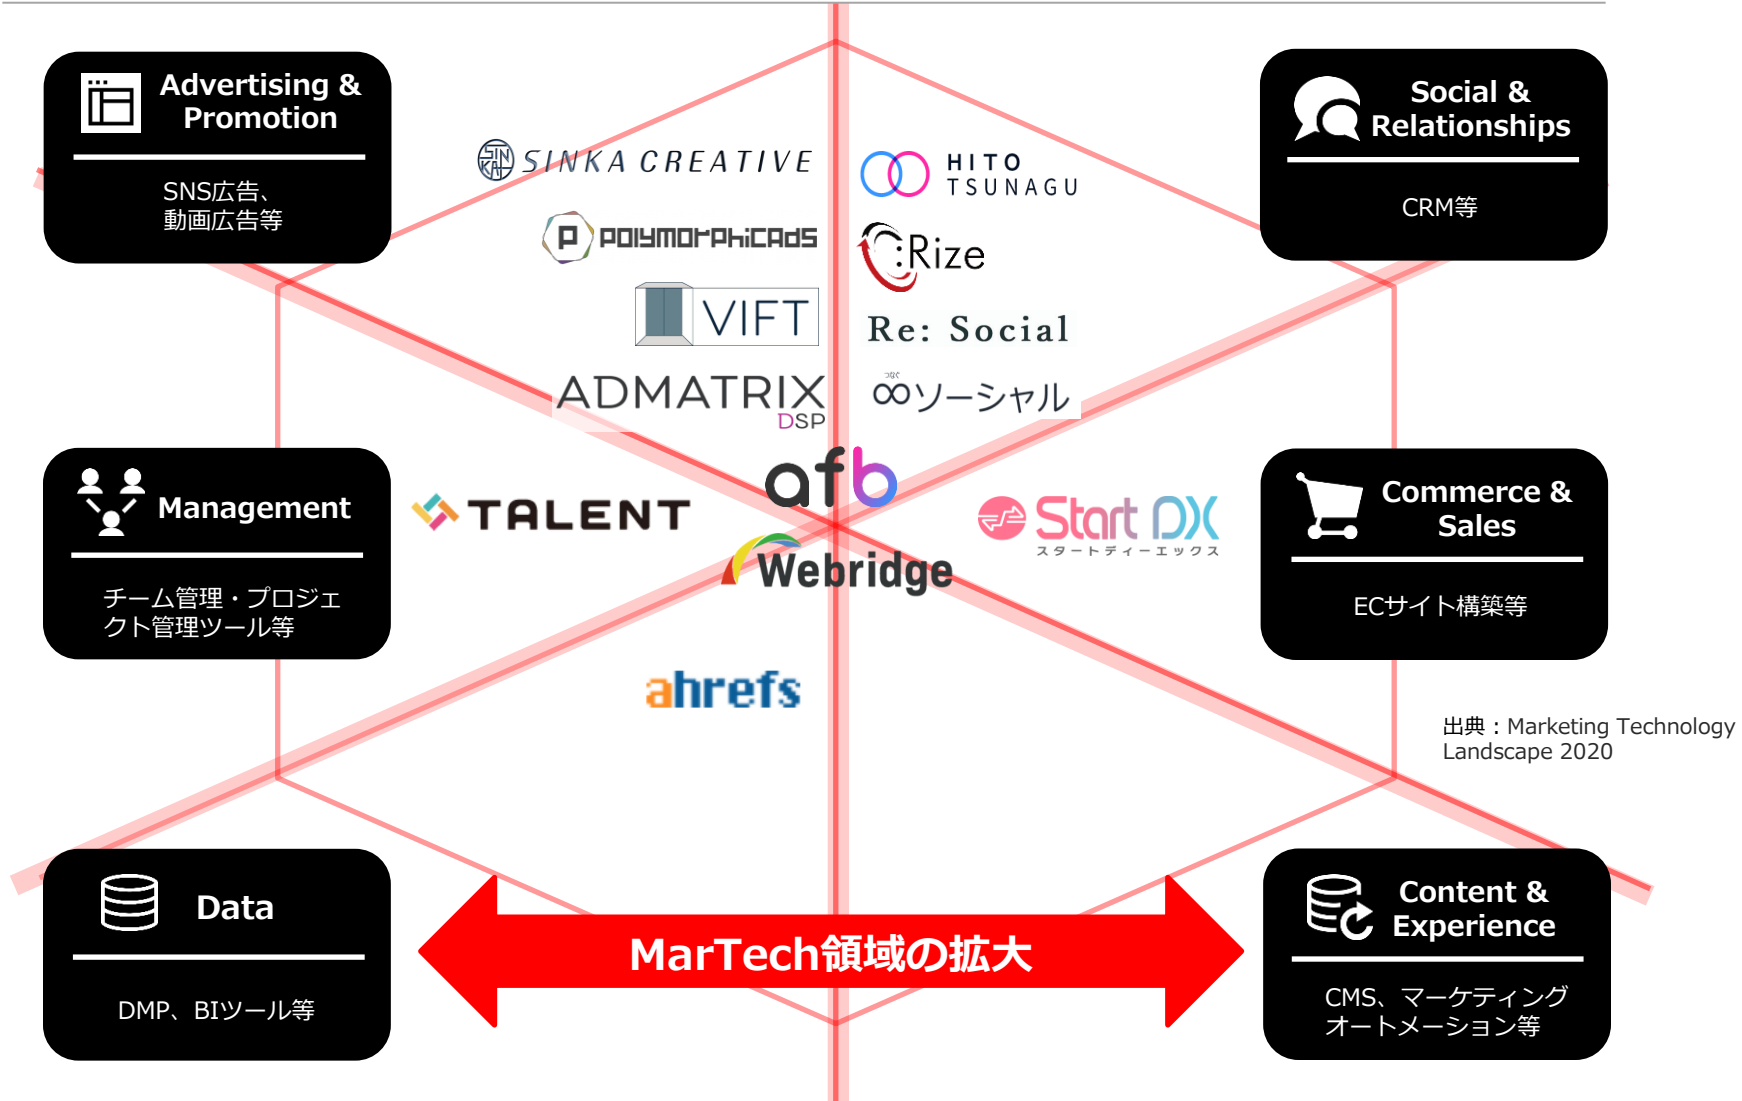 Advertising &
Promotion
SNS広告、
動画広告等
Social &
Relationships
CRM等
SINKA
SINKA CREATIVE
HITO
TSUNAGU
P
POLYMORPHICADS
:Rize
VIFT
Re: Social
ADMATRIX
DSP
つなぐ
∞ソーシャル
Management
チーム管理・プロジェ
クト管理ツール等
TALENT
afb
Webridge
Start DX
スタートディーエックス
Commerce &
Sales
ECサイト構築等
ahrefs
出典：Marketing Technology
Landscape 2020
Data
DMP、BIツール等
MarTech領域の拡大
Content &
Experience
CMS、マーケティング
オートメーション等